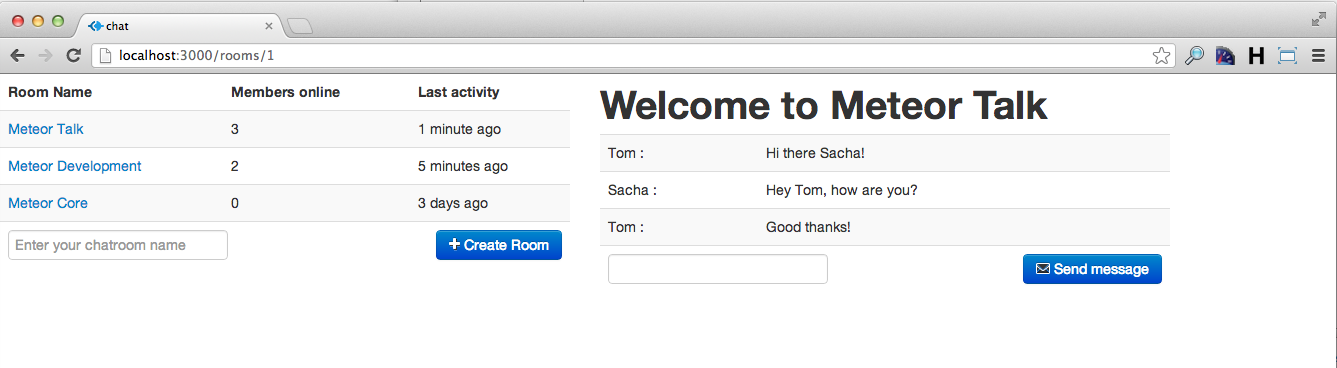 chat
localhost:3000/rooms/1
H
Room Name Members online Last activity
Meteor Talk 3 1 minute ago
Meteor Development 2 5 minutes ago
Meteor Core 0 3 days ago
Enter your chatroom name Create Room
Welcome to Meteor Talk
Tom : Hi there Sacha!
Sacha : Hey Tom, how are you?
Tom : Good thanks!
Send message